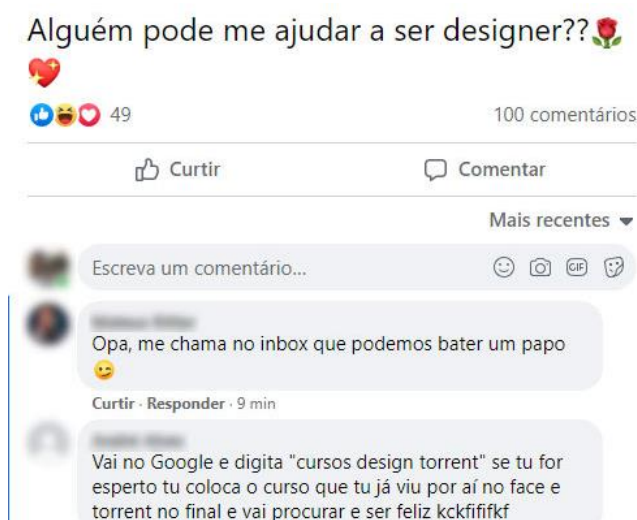 Alguém pode me ajudar a ser designer??🌹
💖
49 100 comentários
Curtir Comentar
Mais recentes
Escreva um comentário...
GIF
Opa, me chama no inbox que podemos bater um papo
😉
Curtir · Responder · 9 min
Vai no Google e digita "cursos design torrent" se tu for
esperto tu coloca o curso que tu já viu por aí no face e
torrent no final e vai procurar e ser feliz kckfififkf